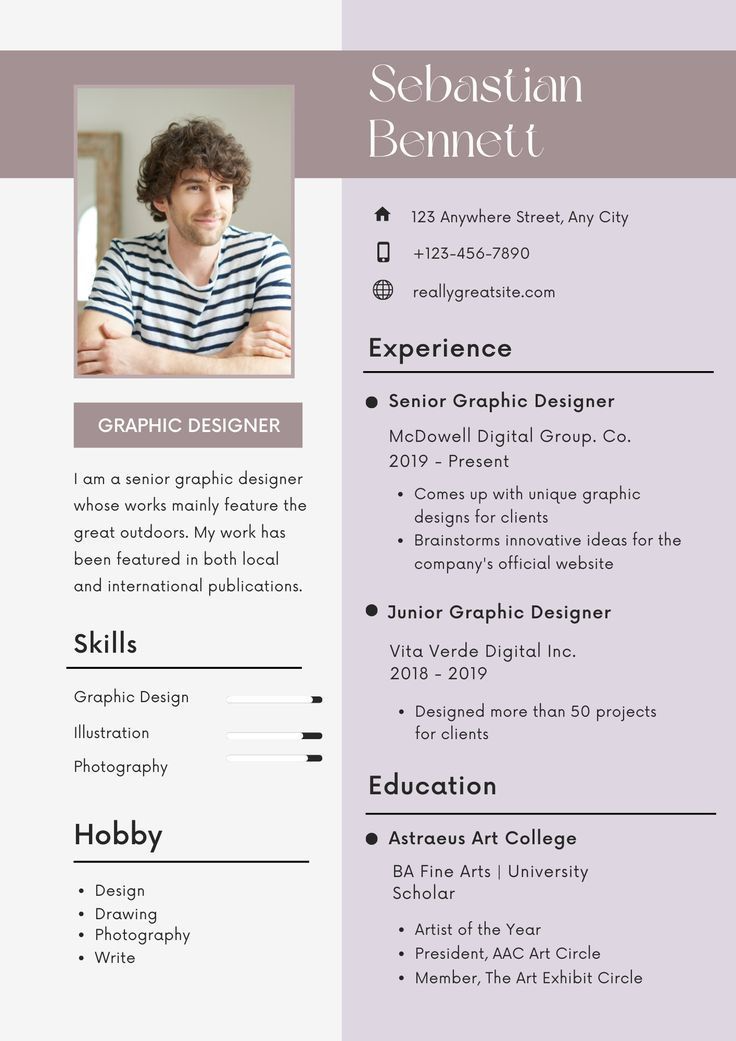 Sebastian
Bennett
123 Anywhere Street, Any City
+123-456-7890
reallygreatsite.com
GRAPHIC DESIGNER
I am a senior graphic designer
whose works mainly feature the
great outdoors. My work has
been featured in both local
and international publications.
Skills
Graphic Design
Illustration
Photography
Hobby
• Design
• Drawing
• Photography
• Write
Experience
Senior Graphic Designer
McDowell Digital Group. Co.
2019 - Present
• Comes up with unique graphic
designs for clients
• Brainstorms innovative ideas for the
company's official website
Junior Graphic Designer
Vita Verde Digital Inc.
2018 - 2019
• Designed more than 50 projects
for clients
Education
Astraeus Art College
BA Fine Arts | University
Scholar
• Artist of the Year
• President, AAC Art Circle
• Member, The Art Exhibit Circle